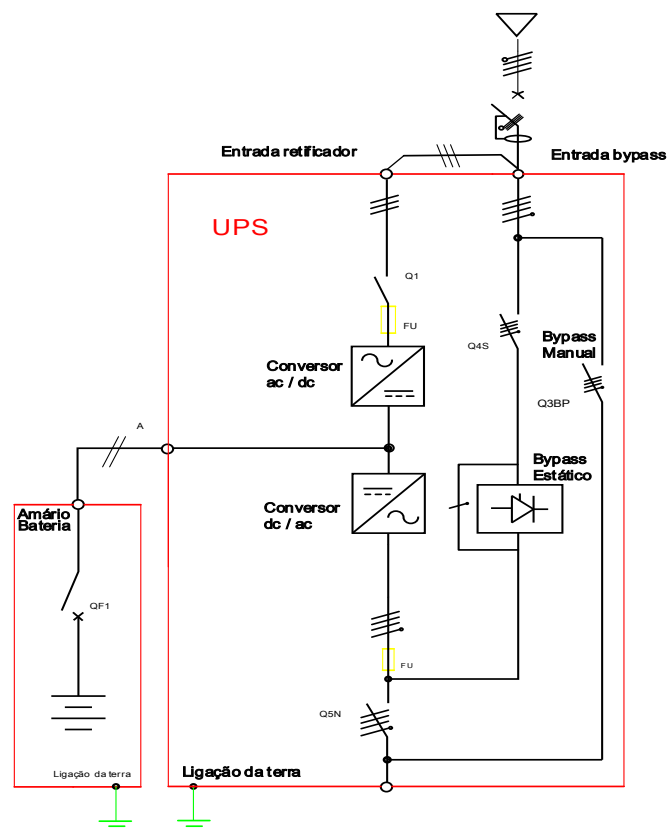 Entrada retificador
Entrada bypass
UPS
Q1
FU
Q4S
Bypass
Manual
Conversor
ac / dc
Q3BP
A
Bypass
Estático
Conversor
dc / ac
Amário
Bateria
QF1
FU
Q5N
Ligação da terra
Ligação da terra